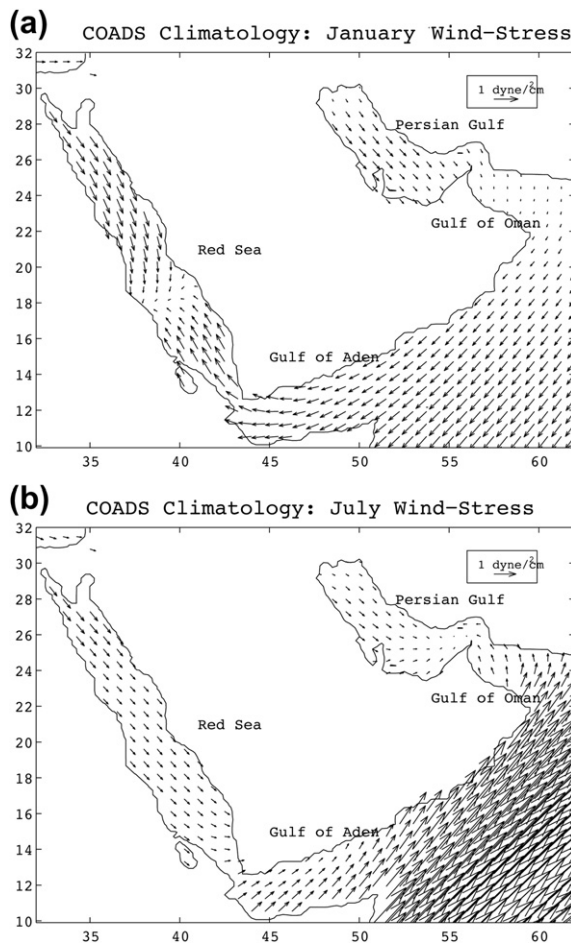 (a)
COADS Climatology: January Wind-Stress
32
30
28
26
24
22
20
18
16
14
12
10
1 dyne/cm2
Persian Gulf
Gulf of Oman
Red Sea
Gulf of Aden
35 40 45 50 55 60
(b)
COADS Climatology: July Wind-Stress
32
30
28
26
24
22
20
18
16
14
12
10
1 dyne/cm2
Persian Gulf
Gulf of Oman
Red Sea
Gulf of Aden
35 40 45 50 55 60